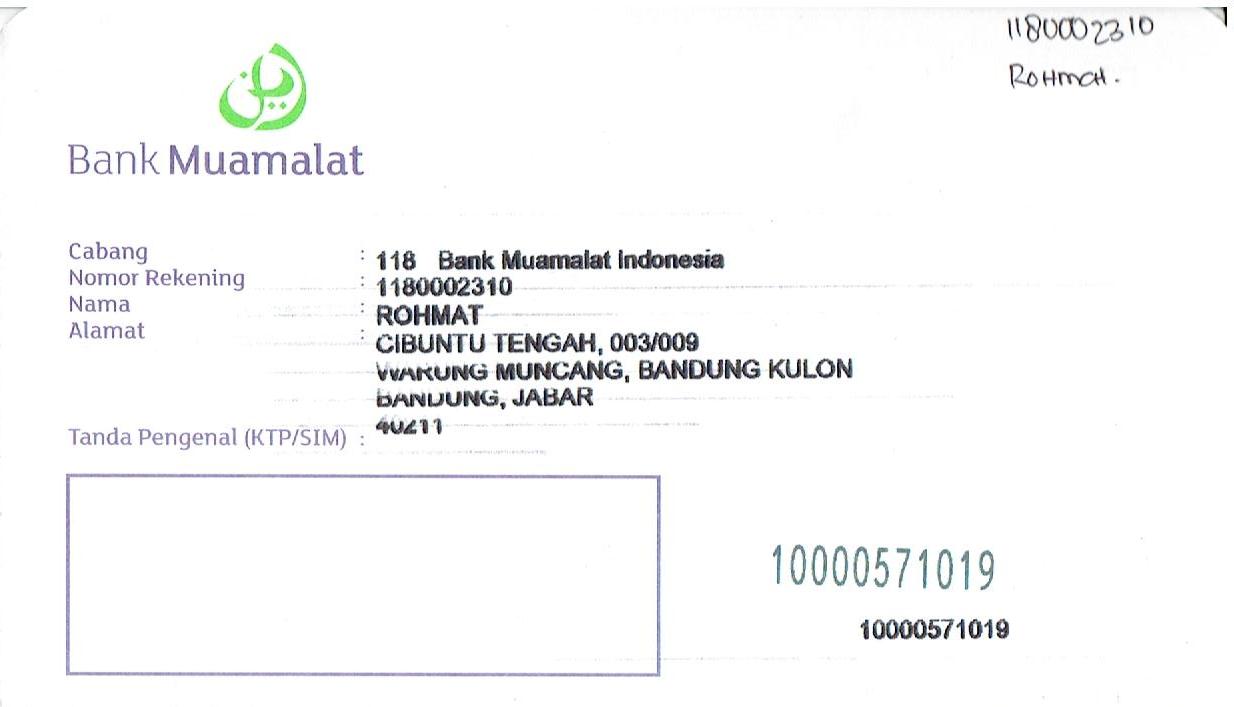 1180002310
ROHMAT.
Bank Muamalat
Cabang : 118 Bank Muamalat Indonesia
Nomor Rekening : 1180002310
Nama : ROHMAT
Alamat : CIBUNTU TENGAH, 003/009
WARUNG MUNCANG, BANDUNG KULON
BANDUNG, JABAR
40211
Tanda Pengenal (KTP/SIM) :
10000571019
10000571019